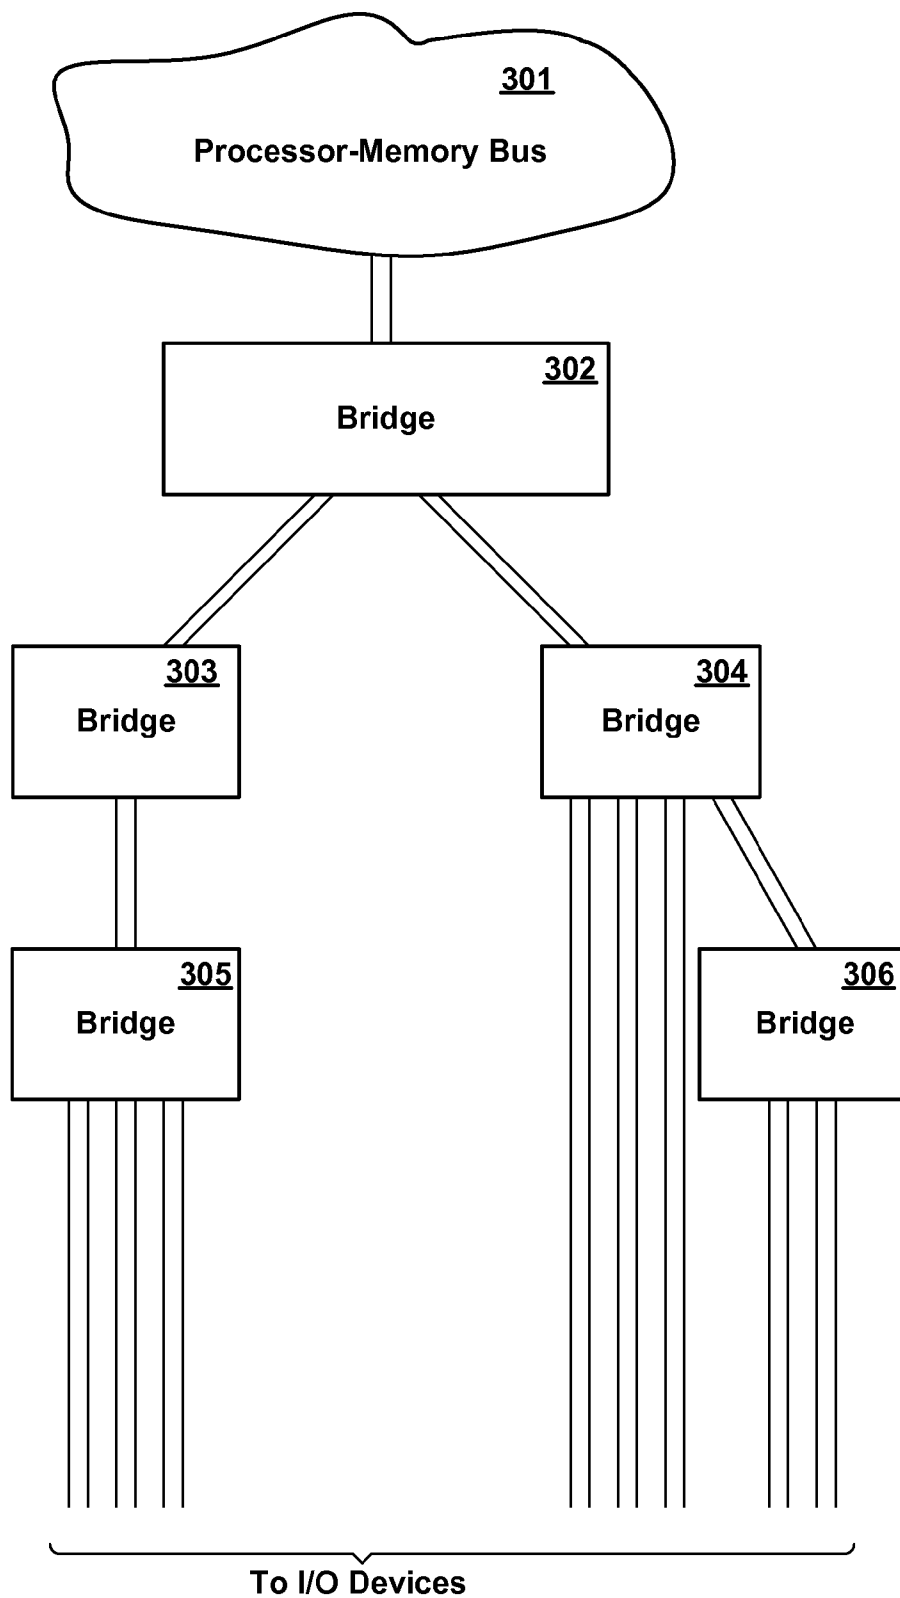 301
Processor-Memory Bus
302
Bridge
303
Bridge
304
Bridge
305
Bridge
306
Bridge
To I/O Devices